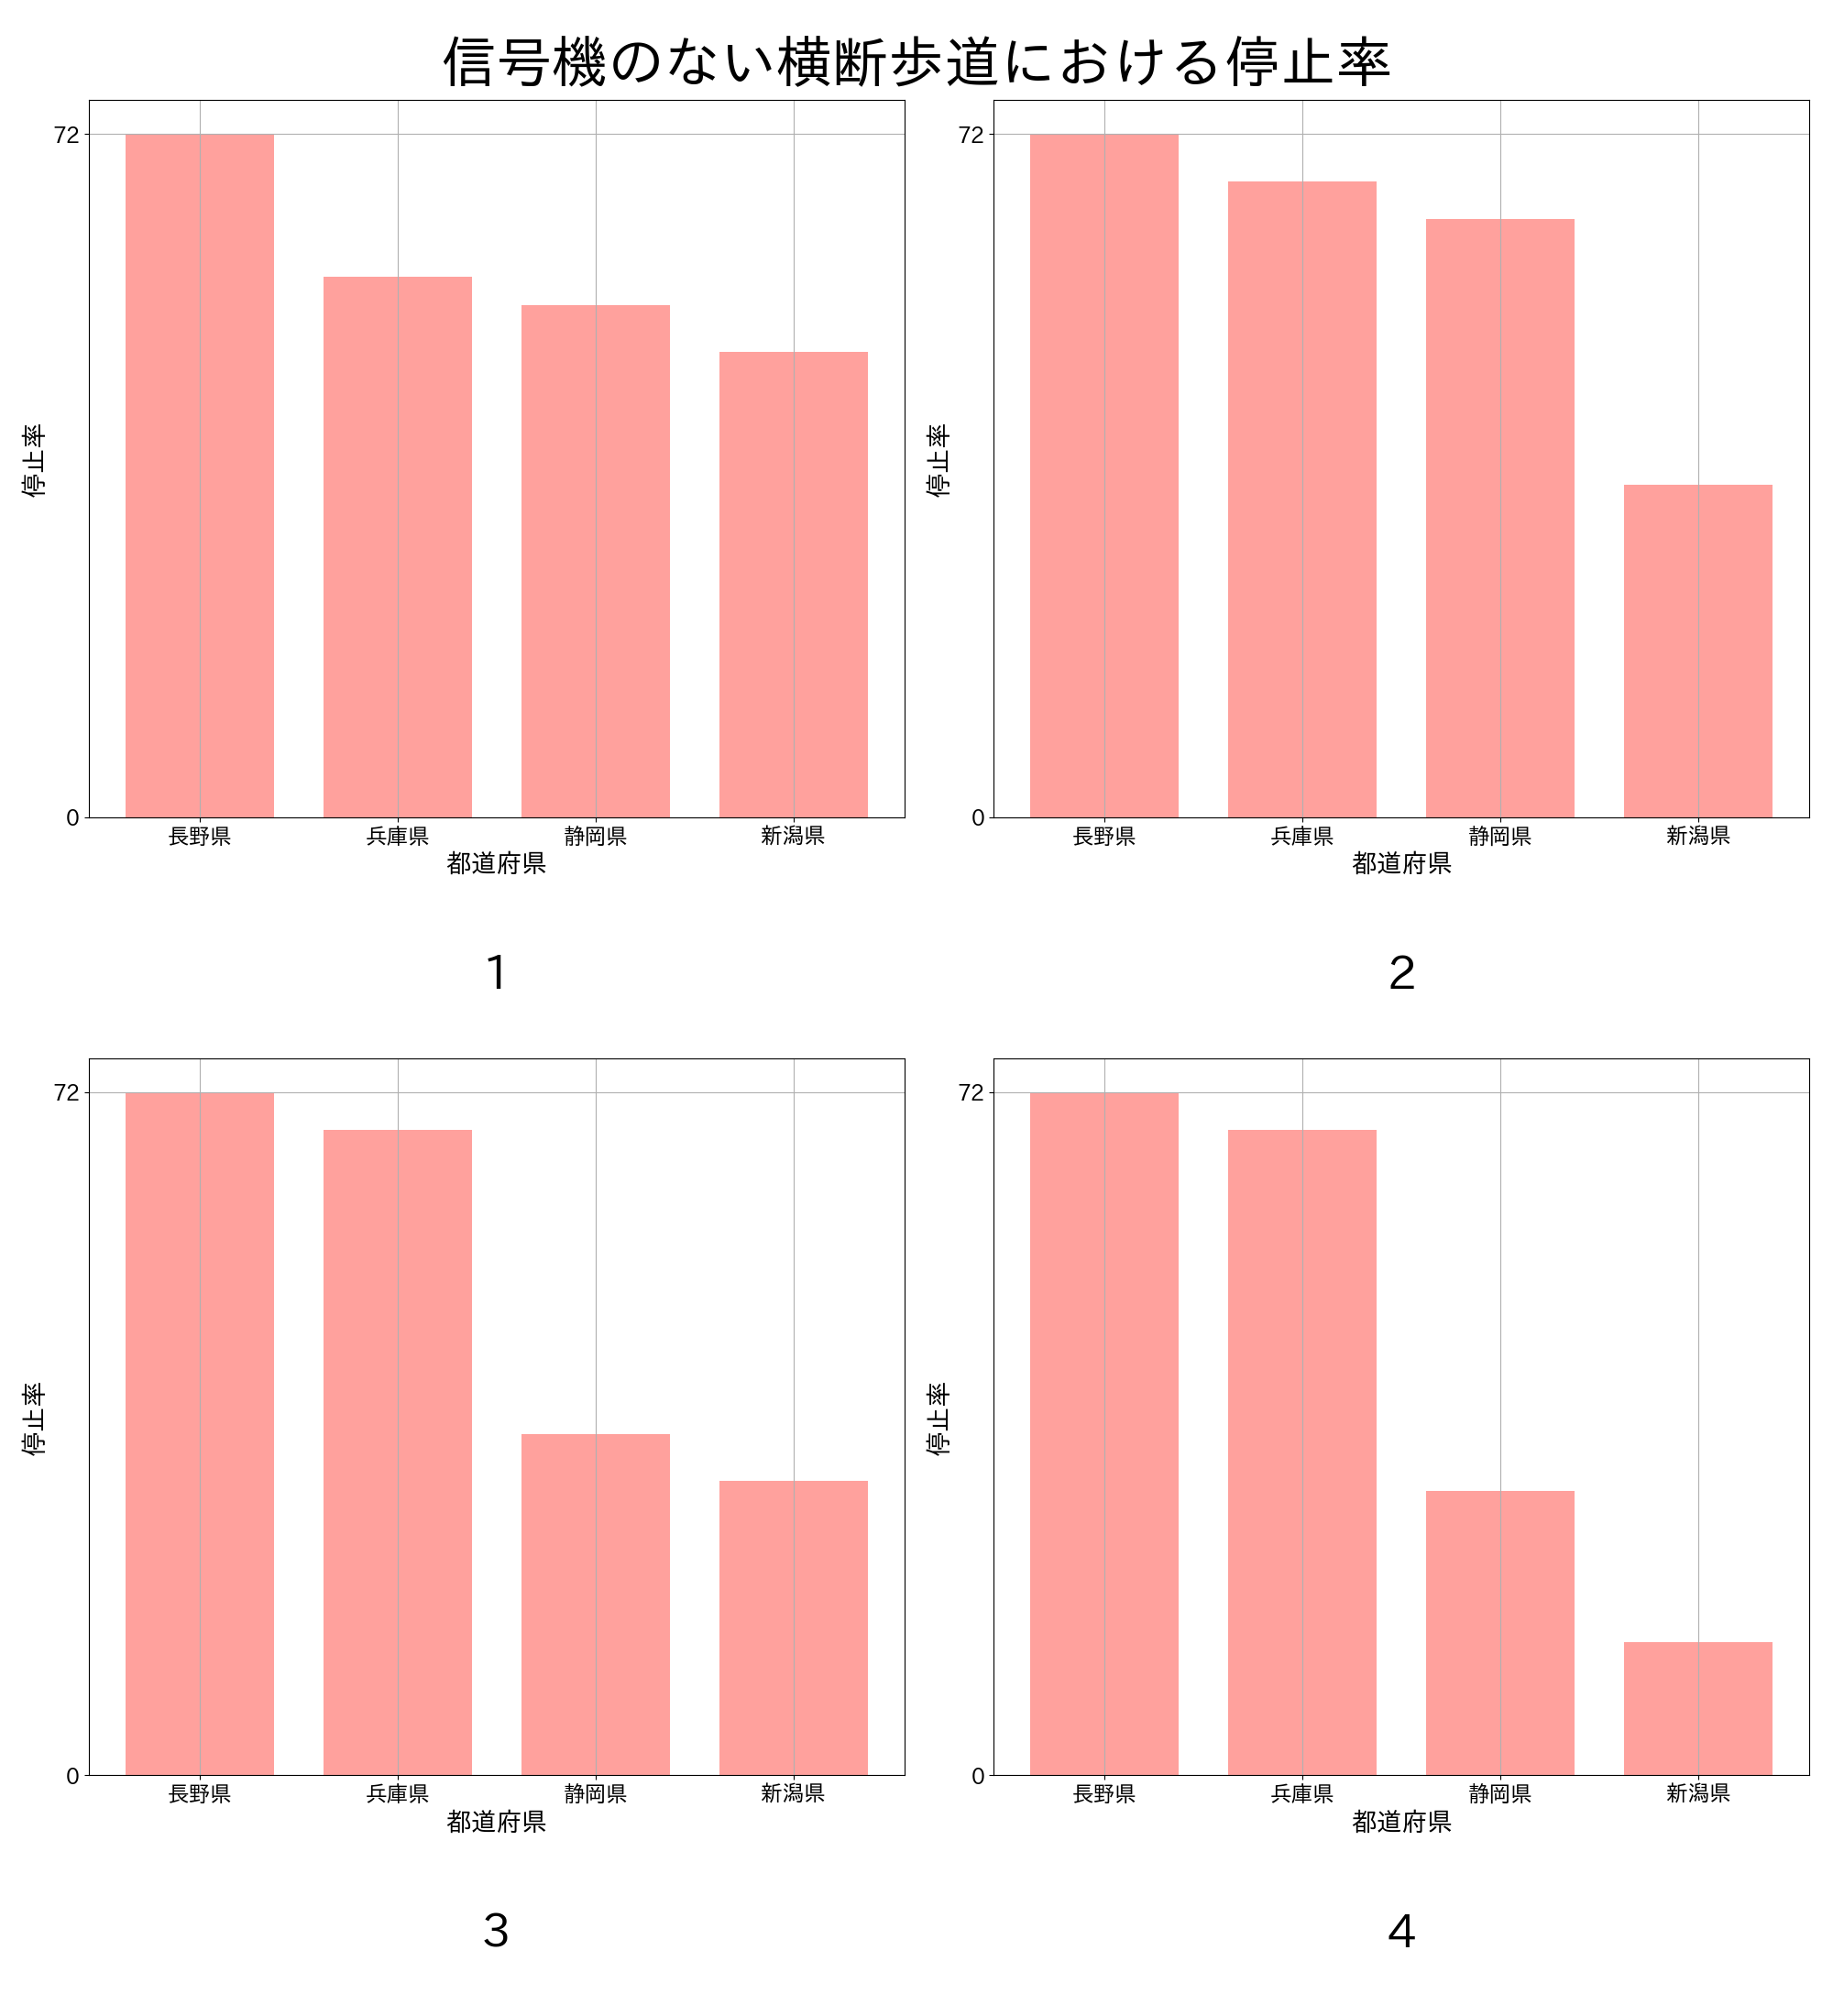 信号機のない横断歩道における停止率
72
0
停止率
長野県 兵庫県 静岡県 新潟県
都道府県
1
72
0
停止率
長野県 兵庫県 静岡県 新潟県
都道府県
2
72
0
停止率
長野県 兵庫県 静岡県 新潟県
都道府県
3
72
0
停止率
長野県 兵庫県 静岡県 新潟県
都道府県
4